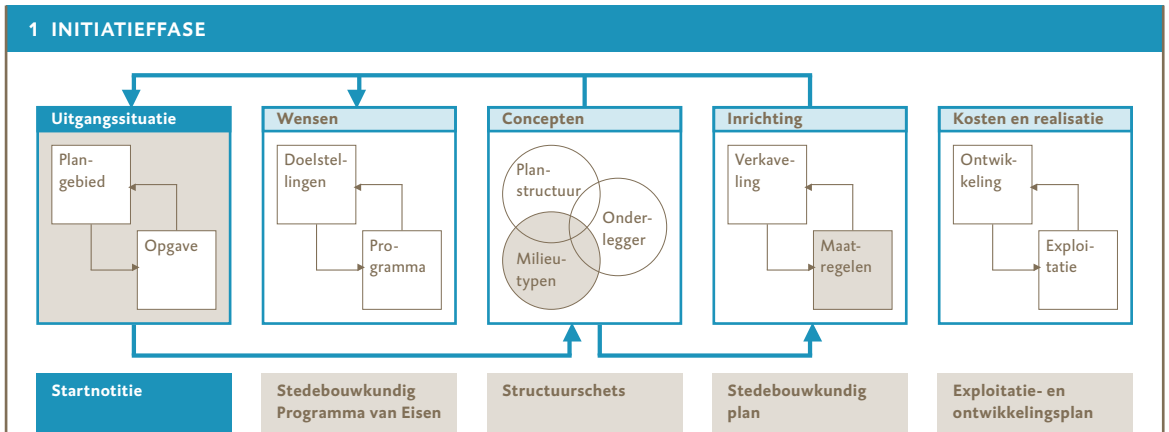 1 INITIATIEFFASE
Uitgangssituatie
Plan-
gebied
Opgave
Wensen
Doelstel-
lingen
Pro-
gramma
Concepten
Plan-
structuur
Onder-
legger
Milieu-
typen
Inrichting
Verkave-
ling
Maat-
regelen
Kosten en realisatie
Ontwik-
keling
Exploi-
tatie
Startnotitie
Stedebouwkundig
Programma van Eisen
Structuurschets
Stedebouwkundig
plan
Exploitatie- en
ontwikkelingsplan